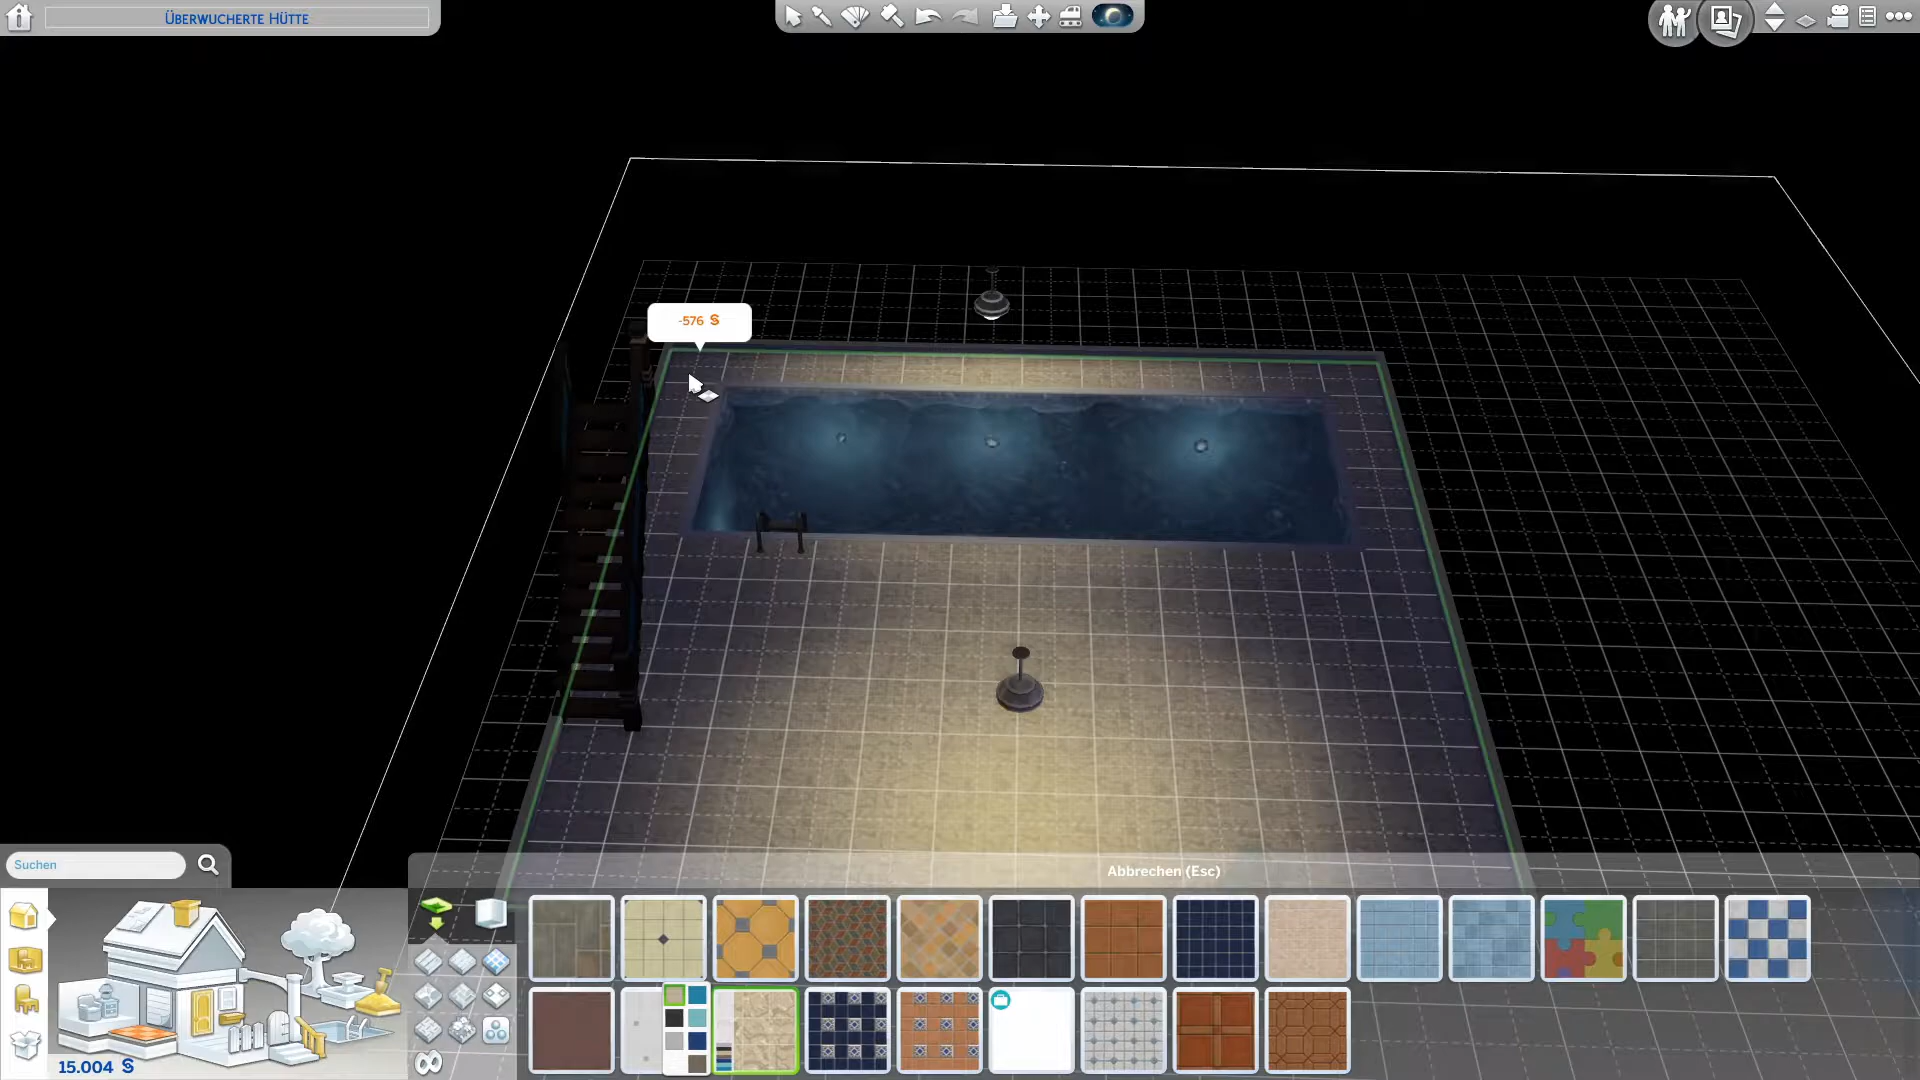 Überwucherte Hütte
-576 §
Suchen
Abbrechen (Esc)
15.004 §